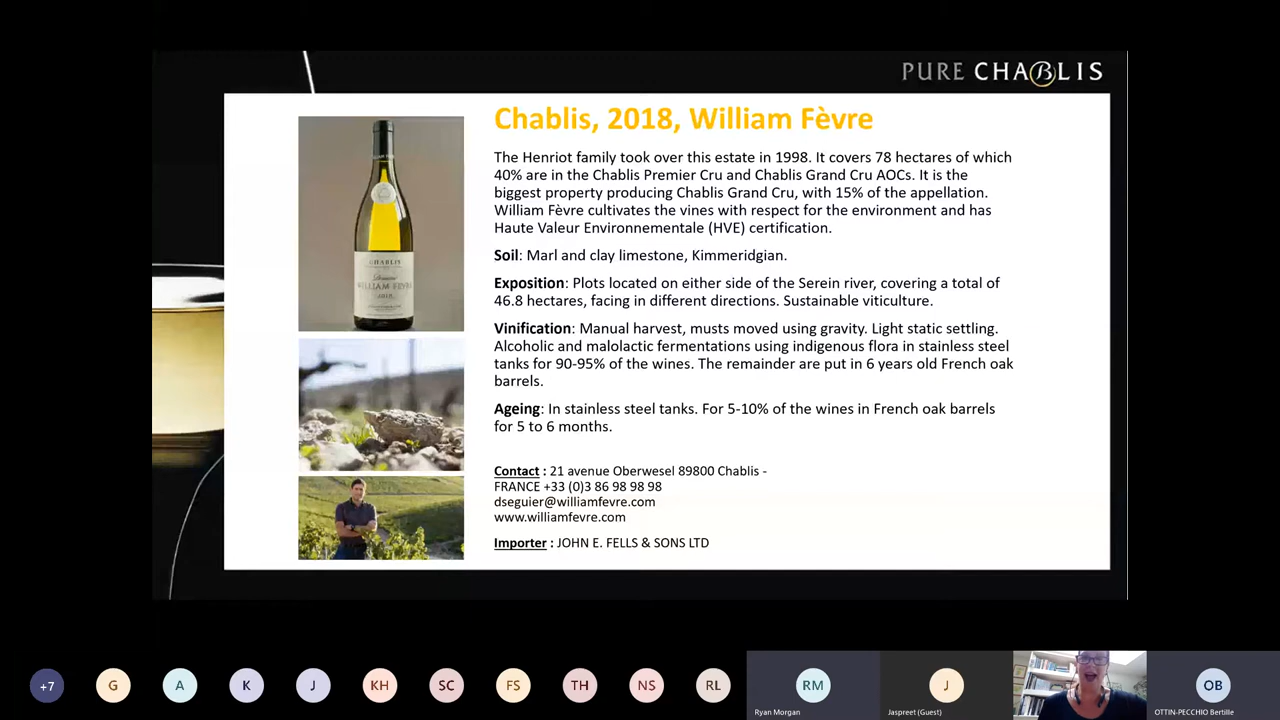 PURE CHABLIS
Chablis, 2018, William Fèvre
The Henriot family took over this estate in 1998. It covers 78 hectares of which
40% are in the Chablis Premier Cru and Chablis Grand Cru AOCs. It is the
biggest property producing Chablis Grand Cru, with 15% of the appellation.
William Fèvre cultivates the vines with respect for the environment and has
Haute Valeur Environnementale (HVE) certification.
Soil: Marl and clay limestone, Kimmeridgian.
Exposition: Plots located on either side of the Serein river, covering a total of
46.8 hectares, facing in different directions. Sustainable viticulture.
Vinification: Manual harvest, musts moved using gravity. Light static settling.
Alcoholic and malolactic fermentations using indigenous flora in stainless steel
tanks for 90-95% of the wines. The remainder are put in 6 years old French oak
barrels.
Ageing: In stainless steel tanks. For 5-10% of the wines in French oak barrels
for 5 to 6 months.
Contact : 21 avenue Oberwesel 89800 Chablis -
FRANCE +33 (0)3 86 98 98 98
dseguier@williamfevre.com
www.williamfevre.com
Importer : JOHN E. FELLS & SONS LTD
CHABLIS
Domaine
WILLIAM FÈVRE
2018
+7
G
A
K
J
KH
SC
FS
TH
NS
RL
RM
Ryan Morgan
J
Jaspreet (Guest)
OB
OTTIN-PECCHIO Bertille